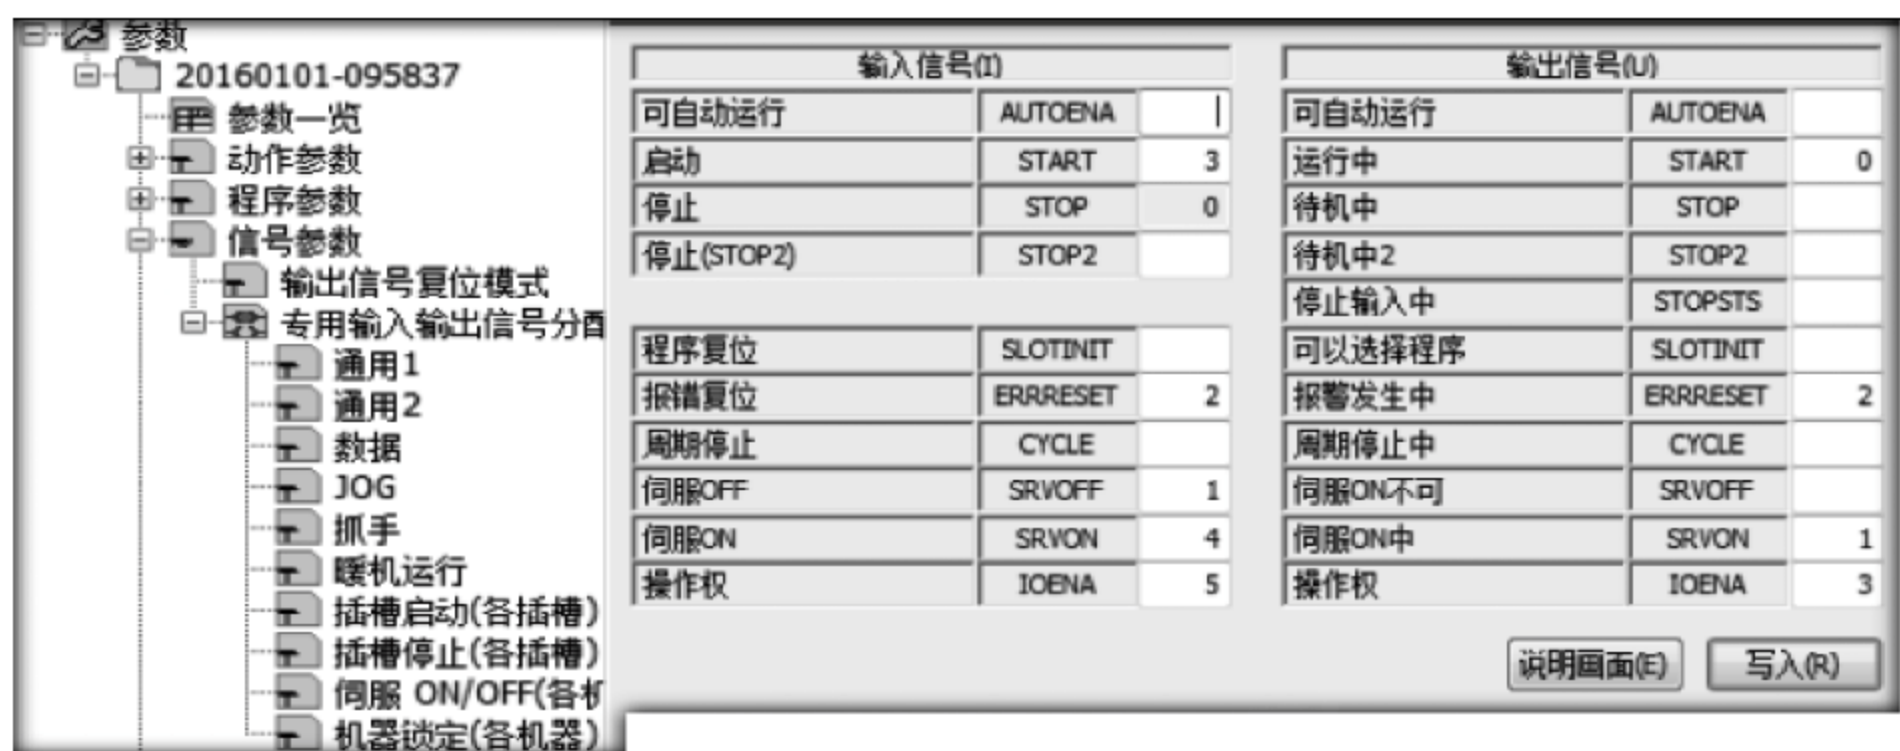 参数
20160101-095837
参数一览
动作参数
程序参数
信号参数
输出信号复位模式
专用输入输出信号分配
通用1
通用2
数据
JOG
抓手
暖机运行
插槽启动(各插槽)
插槽停止(各插槽)
伺服 ON/OFF(各机
机器锁定(各机器)
输入信号(I)
可自动运行 AUTOENA
启动 START 3
停止 STOP 0
停止(STOP2) STOP2
程序复位 SLOTINIT
报错复位 ERRRESET 2
周期停止 CYCLE
伺服OFF SRVOFF 1
伺服ON SRVON 4
操作权 IOENA 5
输出信号(U)
可自动运行 AUTOENA
运行中 START 0
待机中 STOP
待机中2 STOP2
停止输入中 STOPSTS
可以选择程序 SLOTINIT
报警发生中 ERRRESET 2
周期停止中 CYCLE
伺服ON不可 SRVOFF
伺服ON中 SRVON 1
操作权 IOENA 3
说明画面(E) 写入(R)